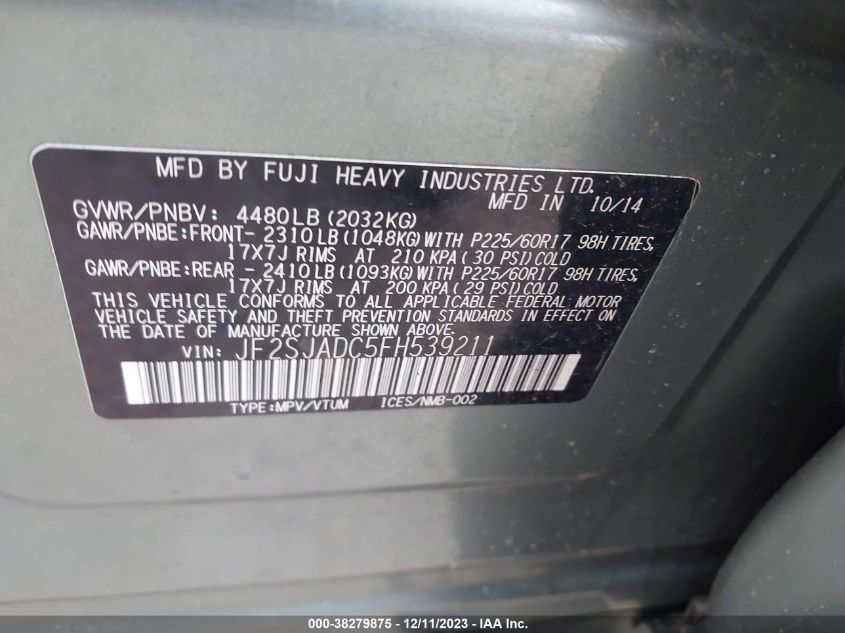 MFD BY FUJI HEAVY INDUSTRIES LTD.
MFD IN 10/14
GVWR/PNBV: 4480LB (2032KG)
GAWR/PNBE:FRONT- 2310LB (1048KG) WITH P225/60R17 98H TIRES,
17X7J RIMS AT 210 KPA (30 PSI) COLD
GAWR/PNBE:REAR - 2410LB (1093KG) WITH P225/60R17 98H TIRES,
17X7J RIMS AT 200 KPA (29 PSI) COLD
THIS VEHICLE CONFORMS TO ALL APPLICABLE FEDERAL MOTOR
VEHICLE SAFETY AND THEFT PREVENTION STANDARDS IN EFFECT ON
THE DATE OF MANUFACTURE SHOWN ABOVE.
VIN: JF2SJADC5FH539211
TYPE:MPV/VTUM ICES/NMB-002
000-38279875 - 12/11/2023 - IAA Inc.